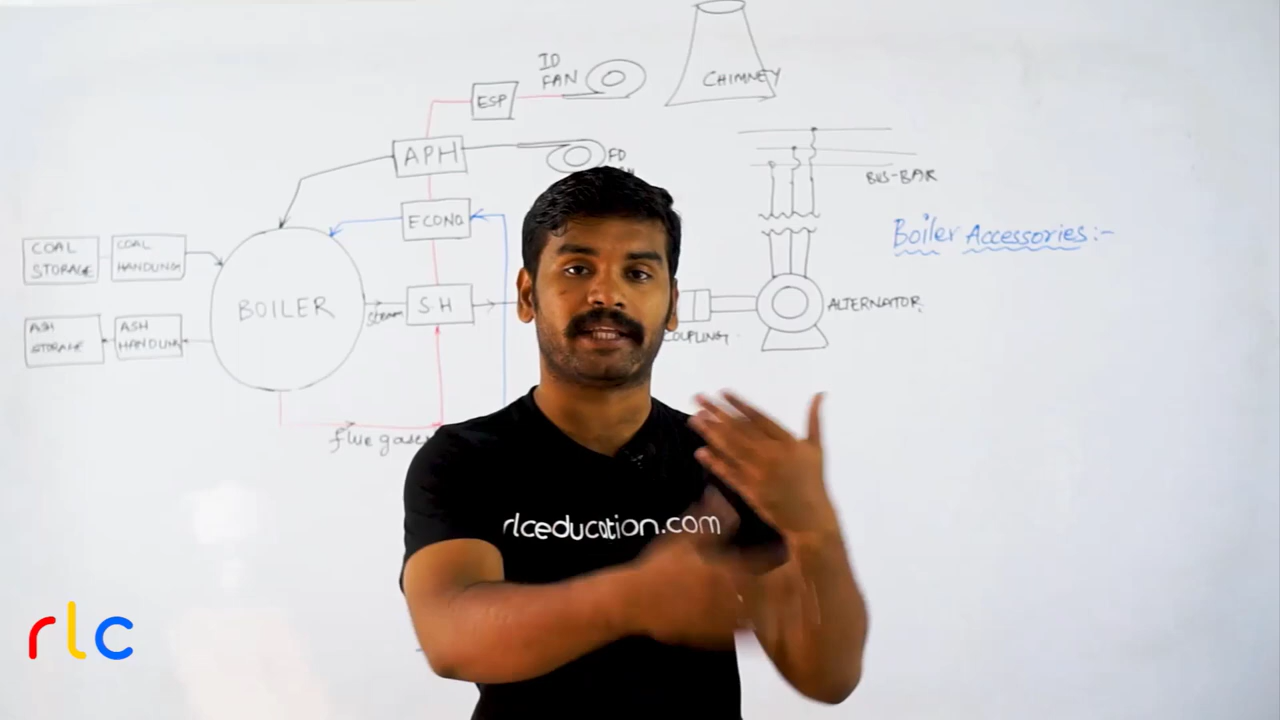 ID
FAN
CHIMNEY
ESP
APH
FD
BUS-BAR
ECONO
Boiler Accessories:-
COAL
STORAGE
COAL
HANDLING
BOILER
steam
S.H
ALTERNATOR
ASH
STORAGE
ASH
HANDLING
COUPLING
flue gases
rlceducation.com
rlc